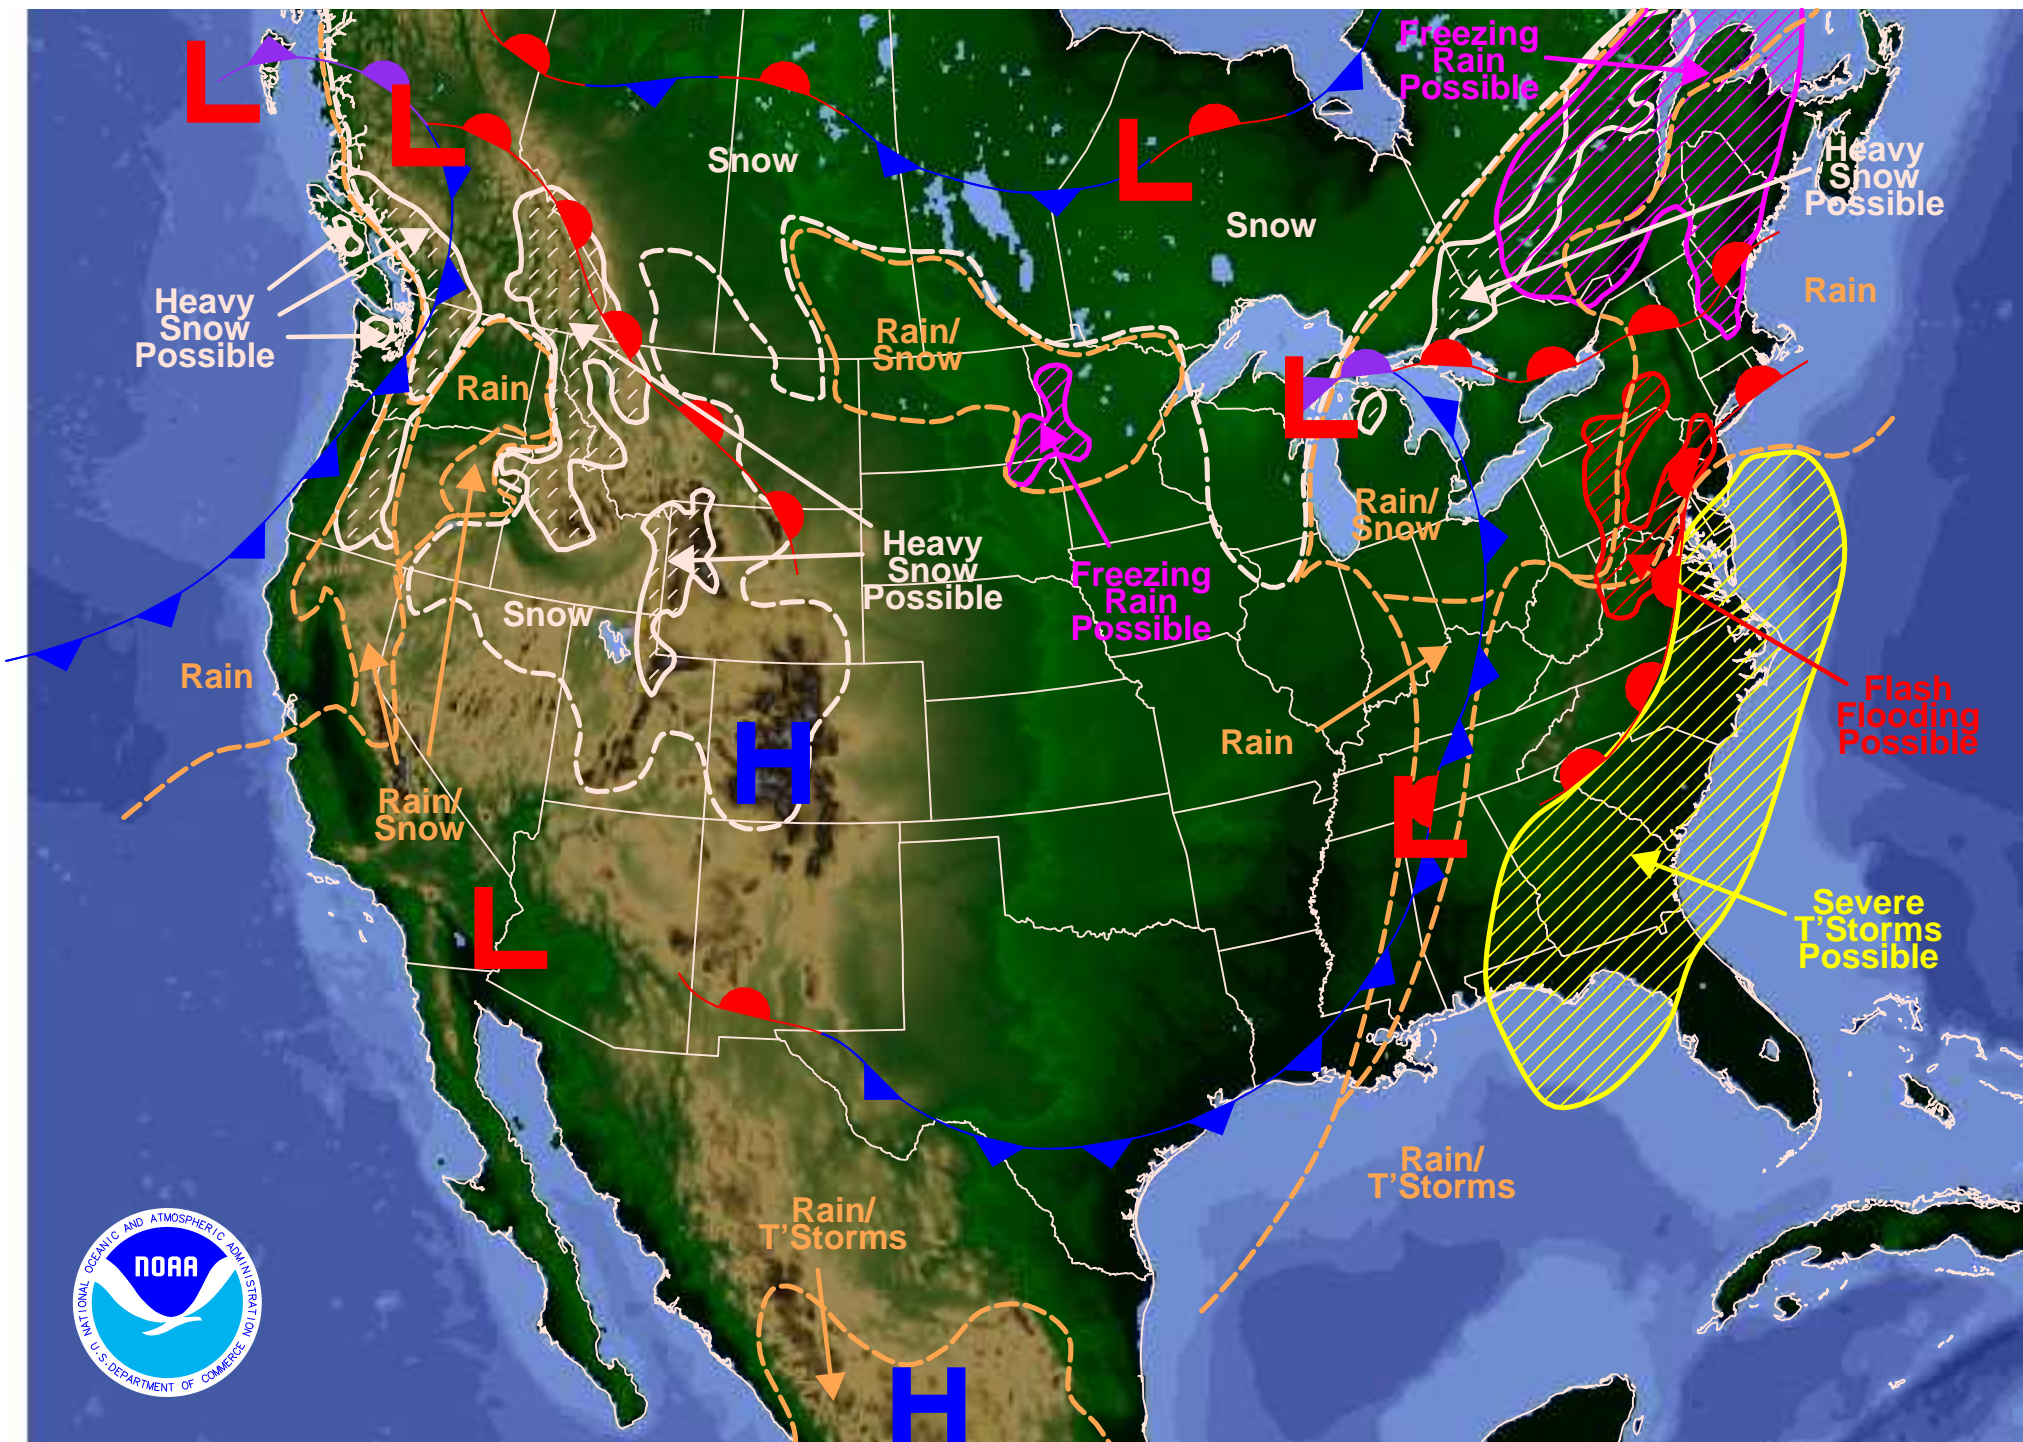 Freezing
Rain
Possible
L
L
L
Snow
Heavy
Snow
Possible
Snow
Rain
Heavy
Snow
Possible
Rain/
Snow
Rain
L
Rain/
Snow
Heavy
Snow
Possible
Freezing
Rain
Possible
Snow
Rain
Flash
Flooding
Possible
Rain
H
Rain/
Snow
L
L
Severe
T'Storms
Possible
Rain/
T'Storms
Rain/
T'Storms
H
NATIONAL OCEANIC AND ATMOSPHERIC ADMINISTRATION
NOAA
U.S. DEPARTMENT OF COMMERCE